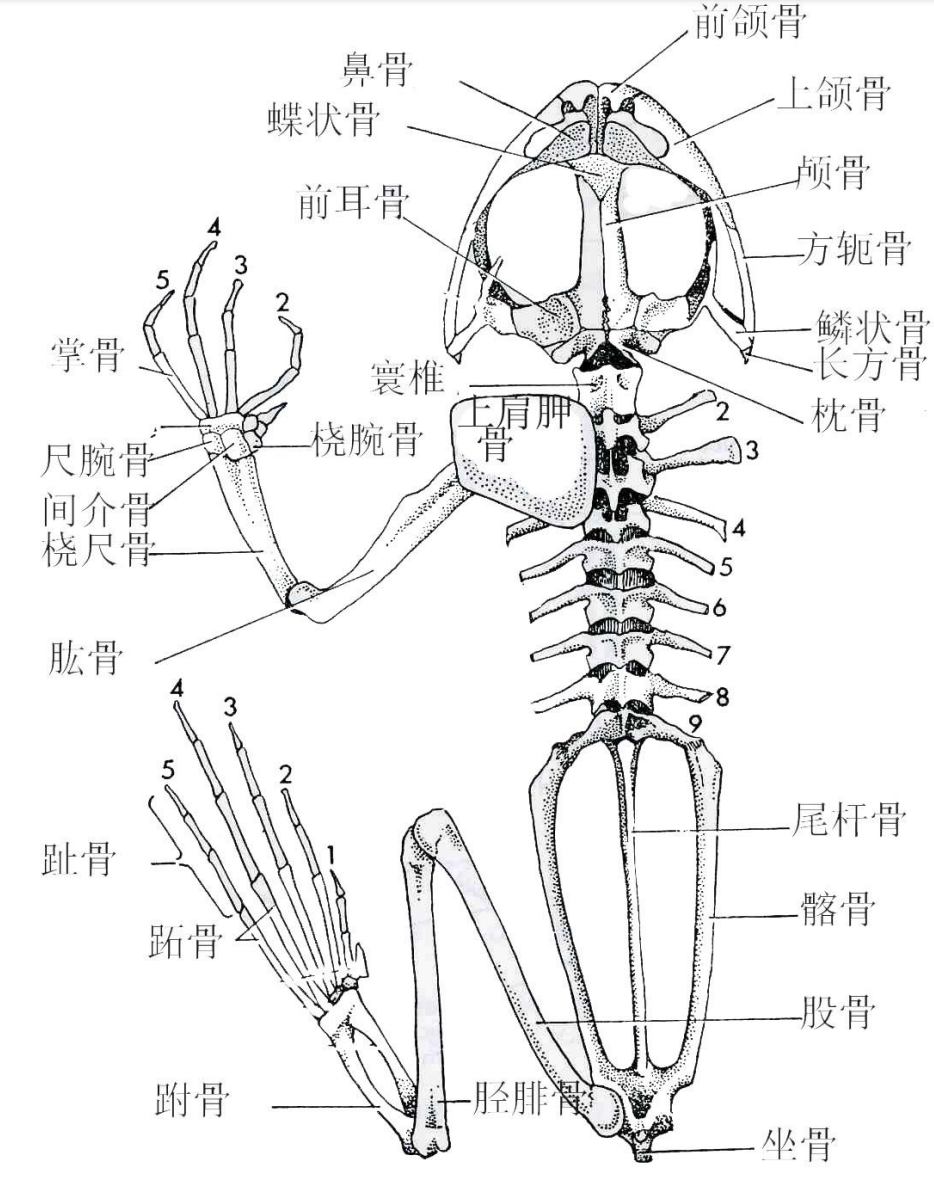 前颌骨
鼻骨
上颌骨
蝶状骨
颅骨
前耳骨
方轭骨
4
5
3
2
鳞状骨
掌骨
长方骨
寰椎
上肩胛
骨
2
枕骨
桡腕骨
尺腕骨
3
间介骨
4
桡尺骨
5
6
肱骨
7
8
4
3
9
5
2
尾杆骨
趾骨
1
髂骨
跖骨
股骨
跗骨
胫腓骨
坐骨